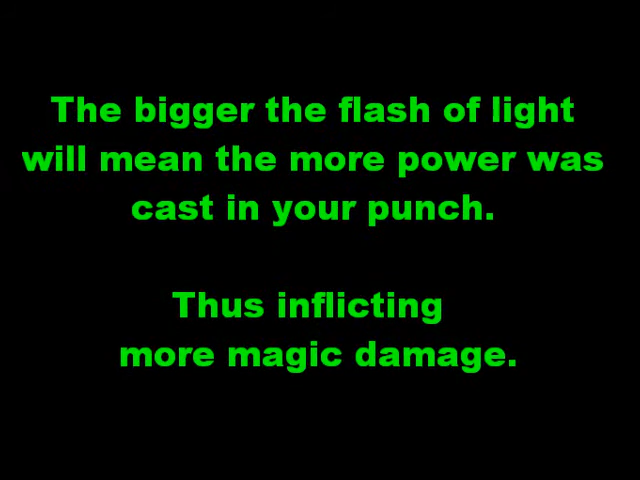 The bigger the flash of light
will mean the more power was
cast in your punch.
Thus inflicting
more magic damage.